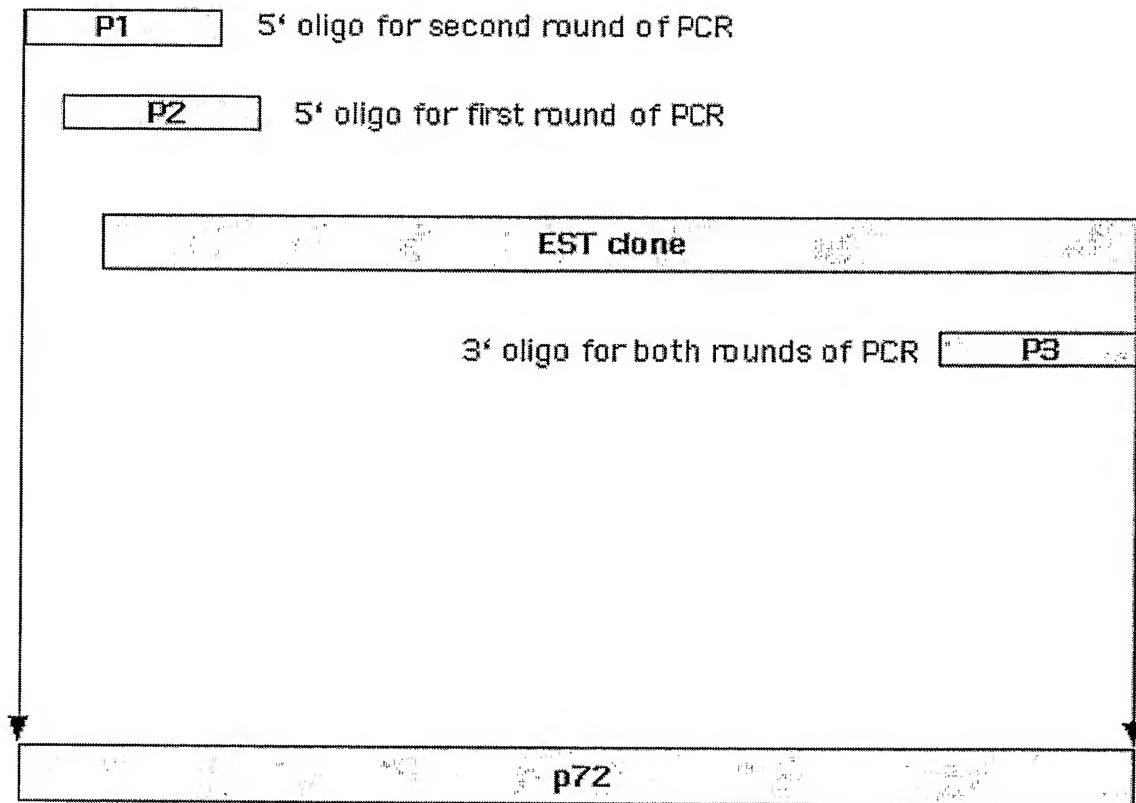 P1 5‘ oligo for second round of PCR
P2 5‘ oligo for first round of PCR
EST clone
3‘ oligo for both rounds of PCR P3
p72